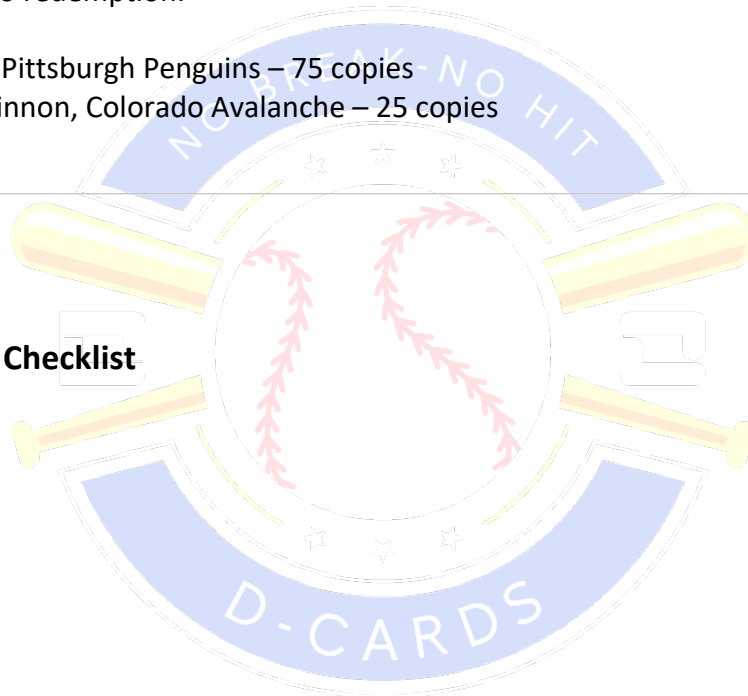 redemption.
Pittsburgh Penguins – 75 copies
innon, Colorado Avalanche – 25 copies
NO BREAK-NO HIT
Checklist
D-CARDS